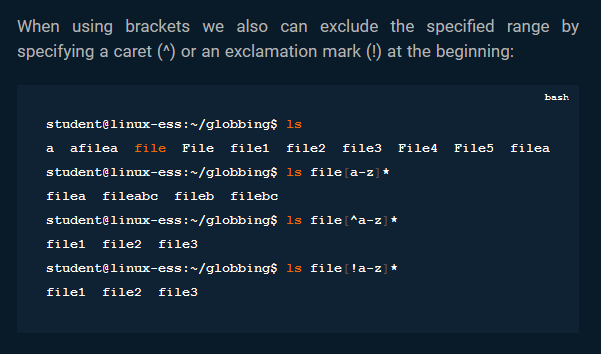 When using brackets we also can exclude the specified range by
specifying a caret (^) or an exclamation mark (!) at the beginning:
bash
student@linux-ess:~/globbing$ ls
a  afilea  file  File  file1  file2  file3  File4  File5  filea
student@linux-ess:~/globbing$ ls file[a-z]*
filea  fileabc  fileb  filebc
student@linux-ess:~/globbing$ ls file[^a-z]*
file1  file2  file3
student@linux-ess:~/globbing$ ls file[!a-z]*
file1  file2  file3